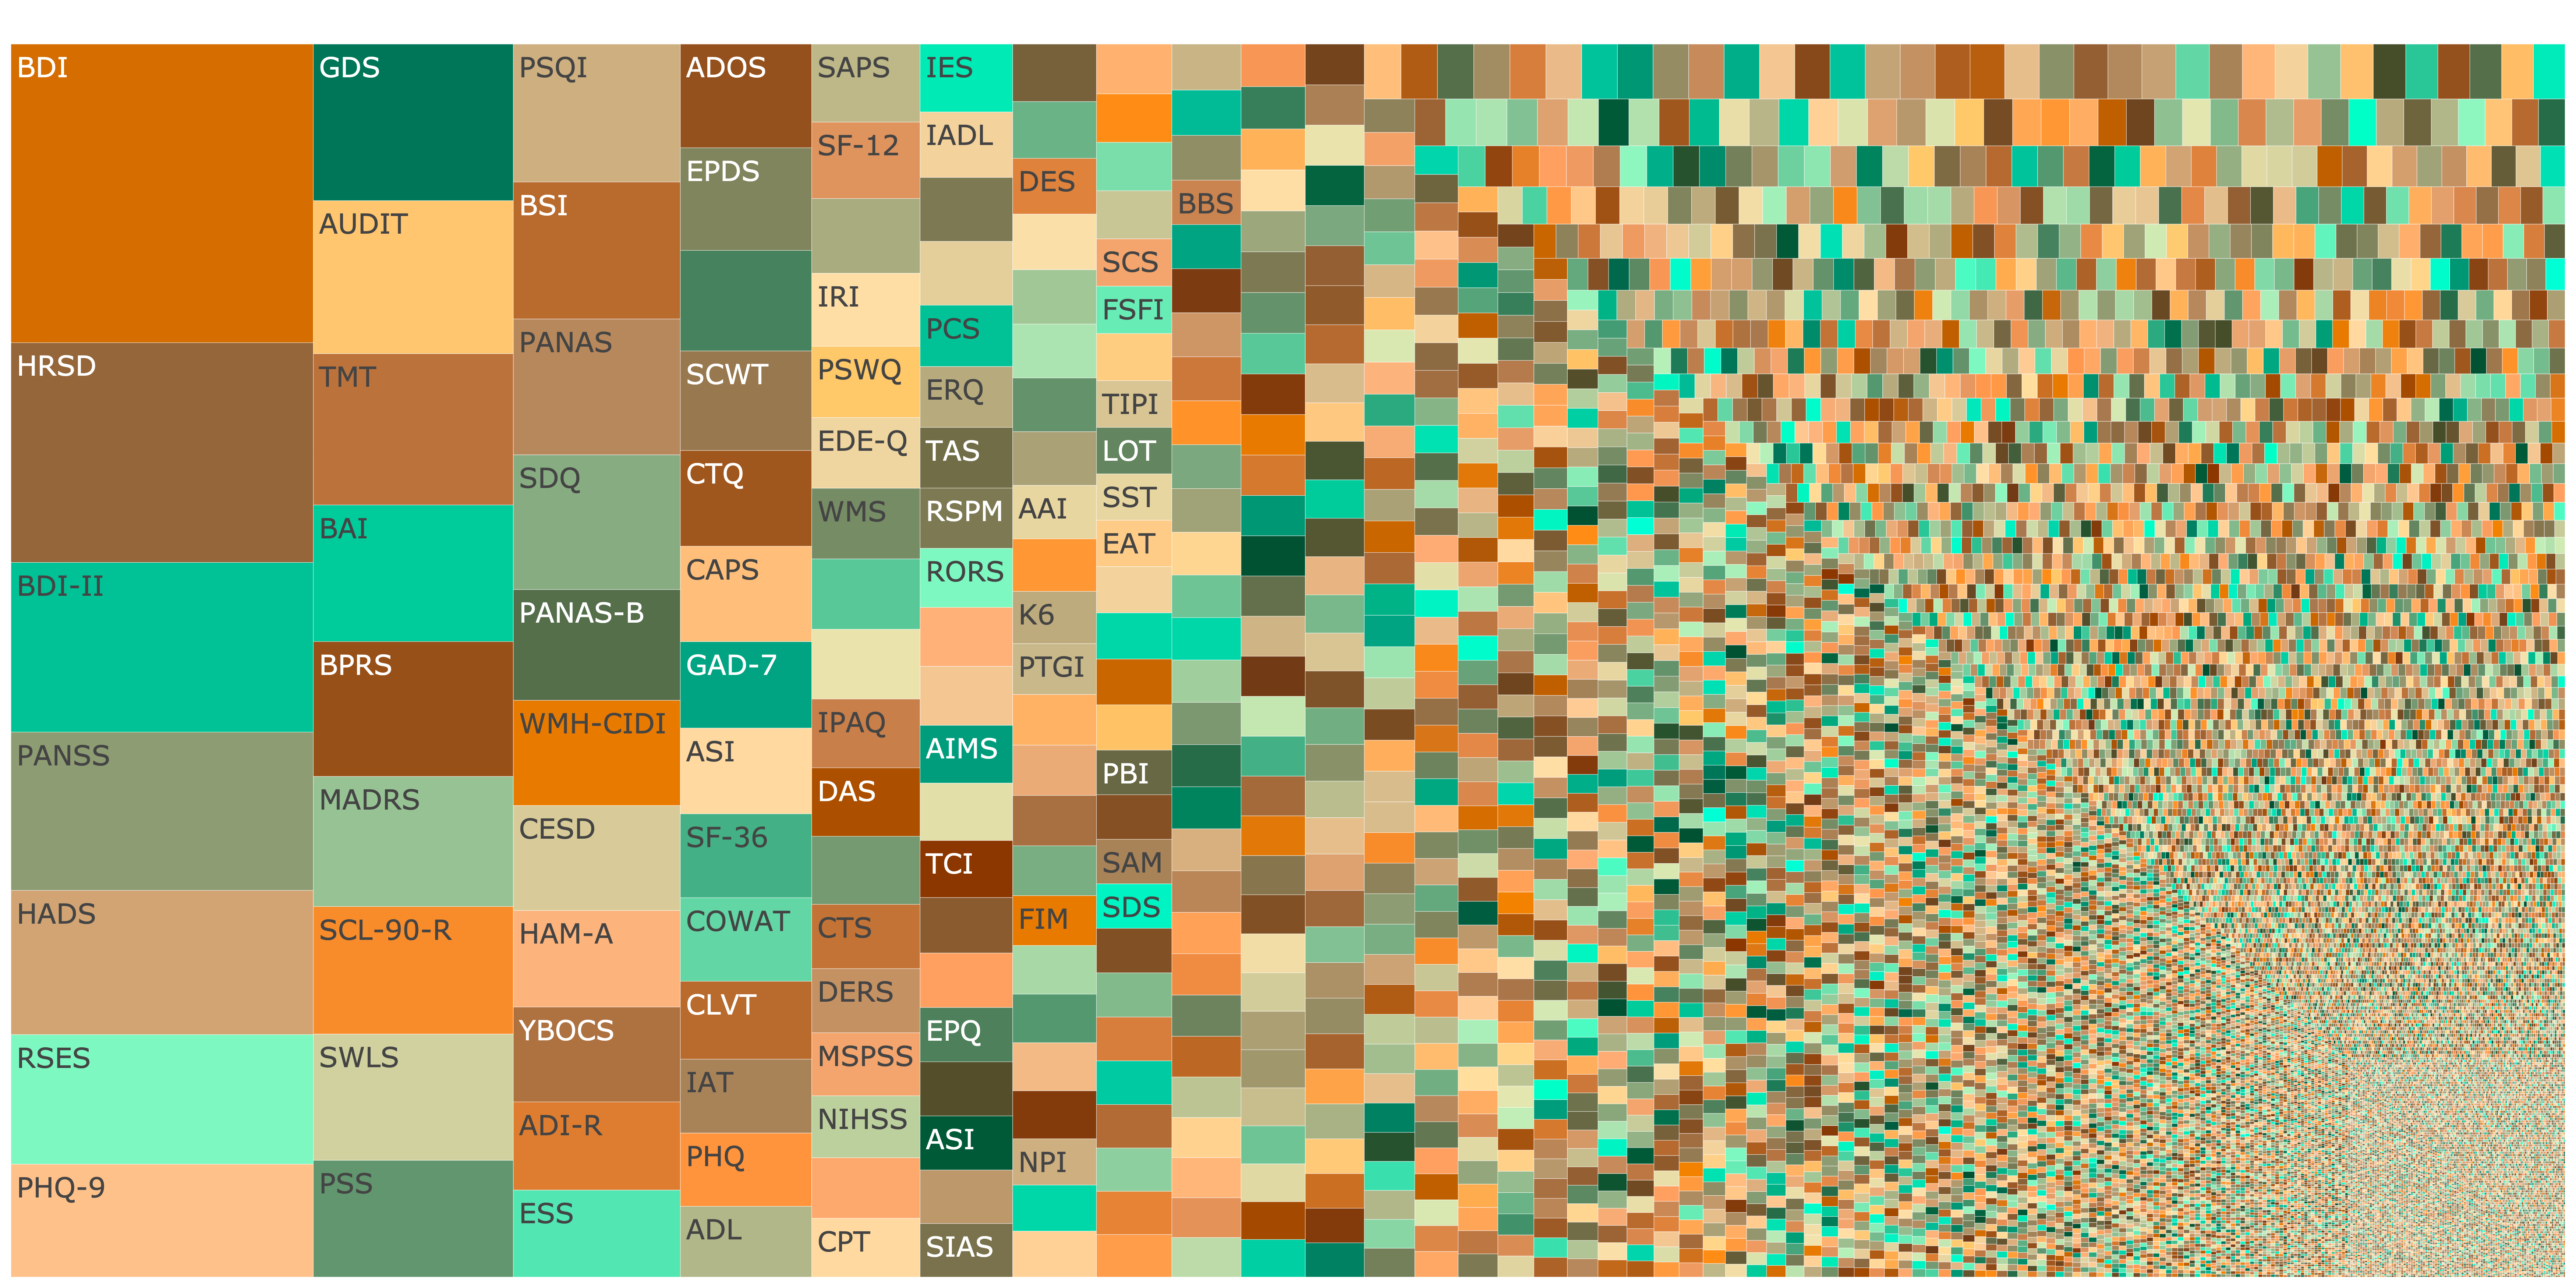 BDI
HRSD
BDI-II
PANSS
HADS
RSES
PHQ-9
GDS
AUDIT
TMT
BAI
BPRS
MADRS
SCL-90-R
SWLS
PSS
PSQI
BSI
PANAS
SDQ
PANAS-B
WMH-CIDI
CESD
HAM-A
YBOCS
ADI-R
ESS
ADOS
EPDS
SCWT
CTQ
CAPS
GAD-7
ASI
SF-36
COWAT
CLVT
IAT
PHQ
ADL
SAPS
SF-12
IRI
PSWQ
EDE-Q
WMS
IPAQ
DAS
CTS
DERS
MSPSS
NIHSS
CPT
IES
IADL
PCS
ERQ
TAS
RSPM
RORS
AIMS
TCI
EPQ
ASI
SIAS
DES
AAI
K6
PTGI
FIM
NPI
SCS
FSFI
TIPI
LOT
SST
EAT
PBI
SAM
SDS
BBS